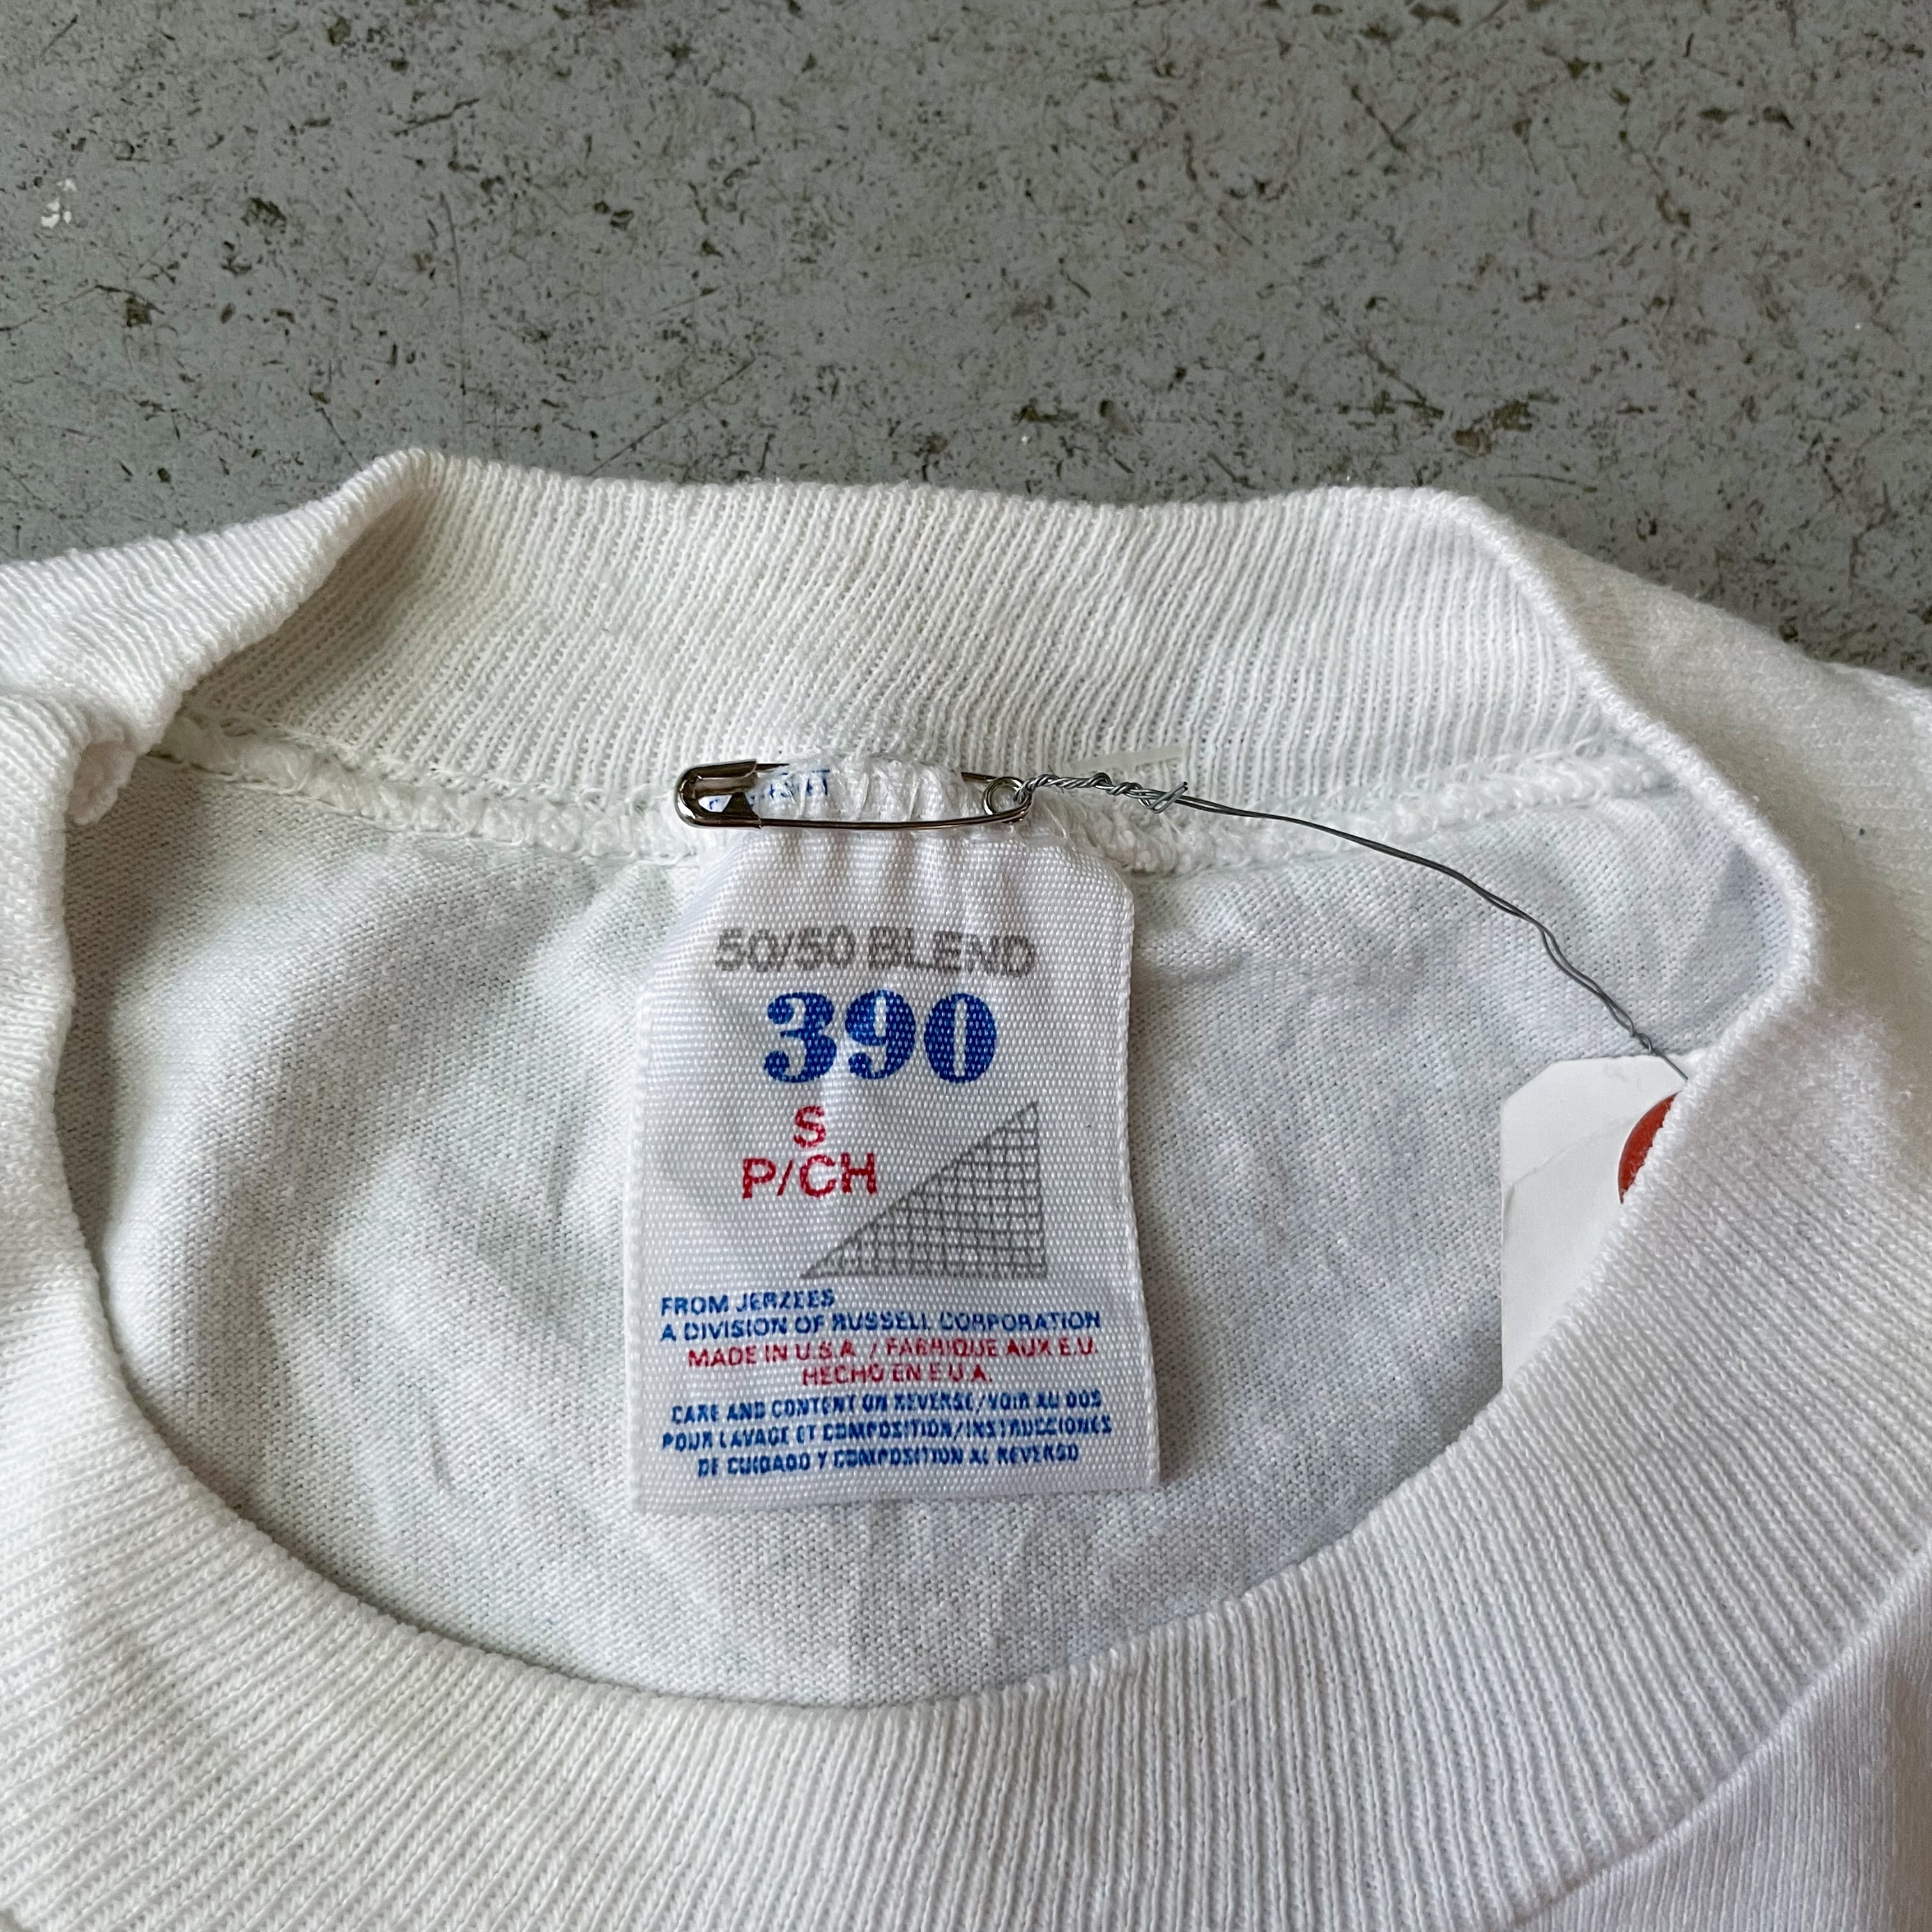 50/50 BLEND
390
S
P/CH
FROM JERZEES
A DIVISION OF RUSSELL CORPORATION
MADE IN U.S.A. / FABRIQUE AUX E.U.
HECHO EN E.U.A.
CARE AND CONTENT ON REVERSE/VOIR AU DOS
POUR LAVAGE ET COMPOSITION/INSTRUCCIONES
DE CUIDADO Y COMPOSITION AL REVERSO